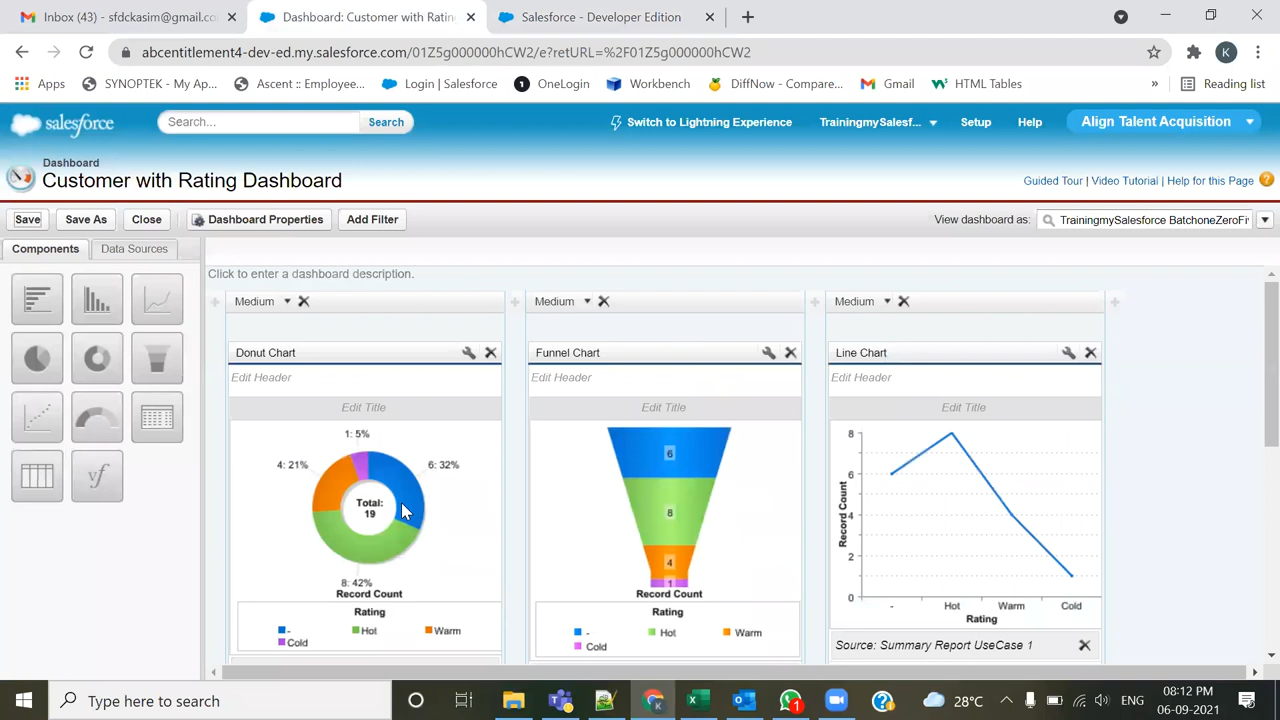 Inbox (43) - sfdckasim@gmail.co
Dashboard: Customer with Rating
Salesforce - Developer Edition
abcentitlement4-dev-ed.my.salesforce.com/01Z5g000000hCW2/e?retURL=%2F01Z5g000000hCW2
K
Apps
SYNOPTEK - My Ap...
Ascent :: Employee...
Login | Salesforce
OneLogin
Workbench
DiffNow - Compare...
Gmail
HTML Tables
»
Reading list
salesforce
Search...
Search
Switch to Lightning Experience
TrainingmySalesf...
Setup
Help
Align Talent Acquisition
Dashboard
Customer with Rating Dashboard
Guided Tour | Video Tutorial | Help for this Page
Save
Save As
Close
Dashboard Properties
Add Filter
View dashboard as:
TrainingmySalesforce BatchoneZeroFi
Components
Data Sources
Click to enter a dashboard description.
Medium
Medium
Medium
Donut Chart
Funnel Chart
Line Chart
Edit Header
Edit Header
Edit Header
Edit Title
Edit Title
Edit Title
1: 5%
4: 21%
6: 32%
Total:
19
8: 42%
Record Count
Rating
-
Hot
Warm
Cold
6
8
4
1
Record Count
Rating
-
Hot
Warm
Cold
8
6
4
2
0
Record Count
-
Hot
Warm
Cold
Rating
Source: Summary Report UseCase 1
yf
Type here to search
1
28°C
ENG
08:12 PM
06-09-2021